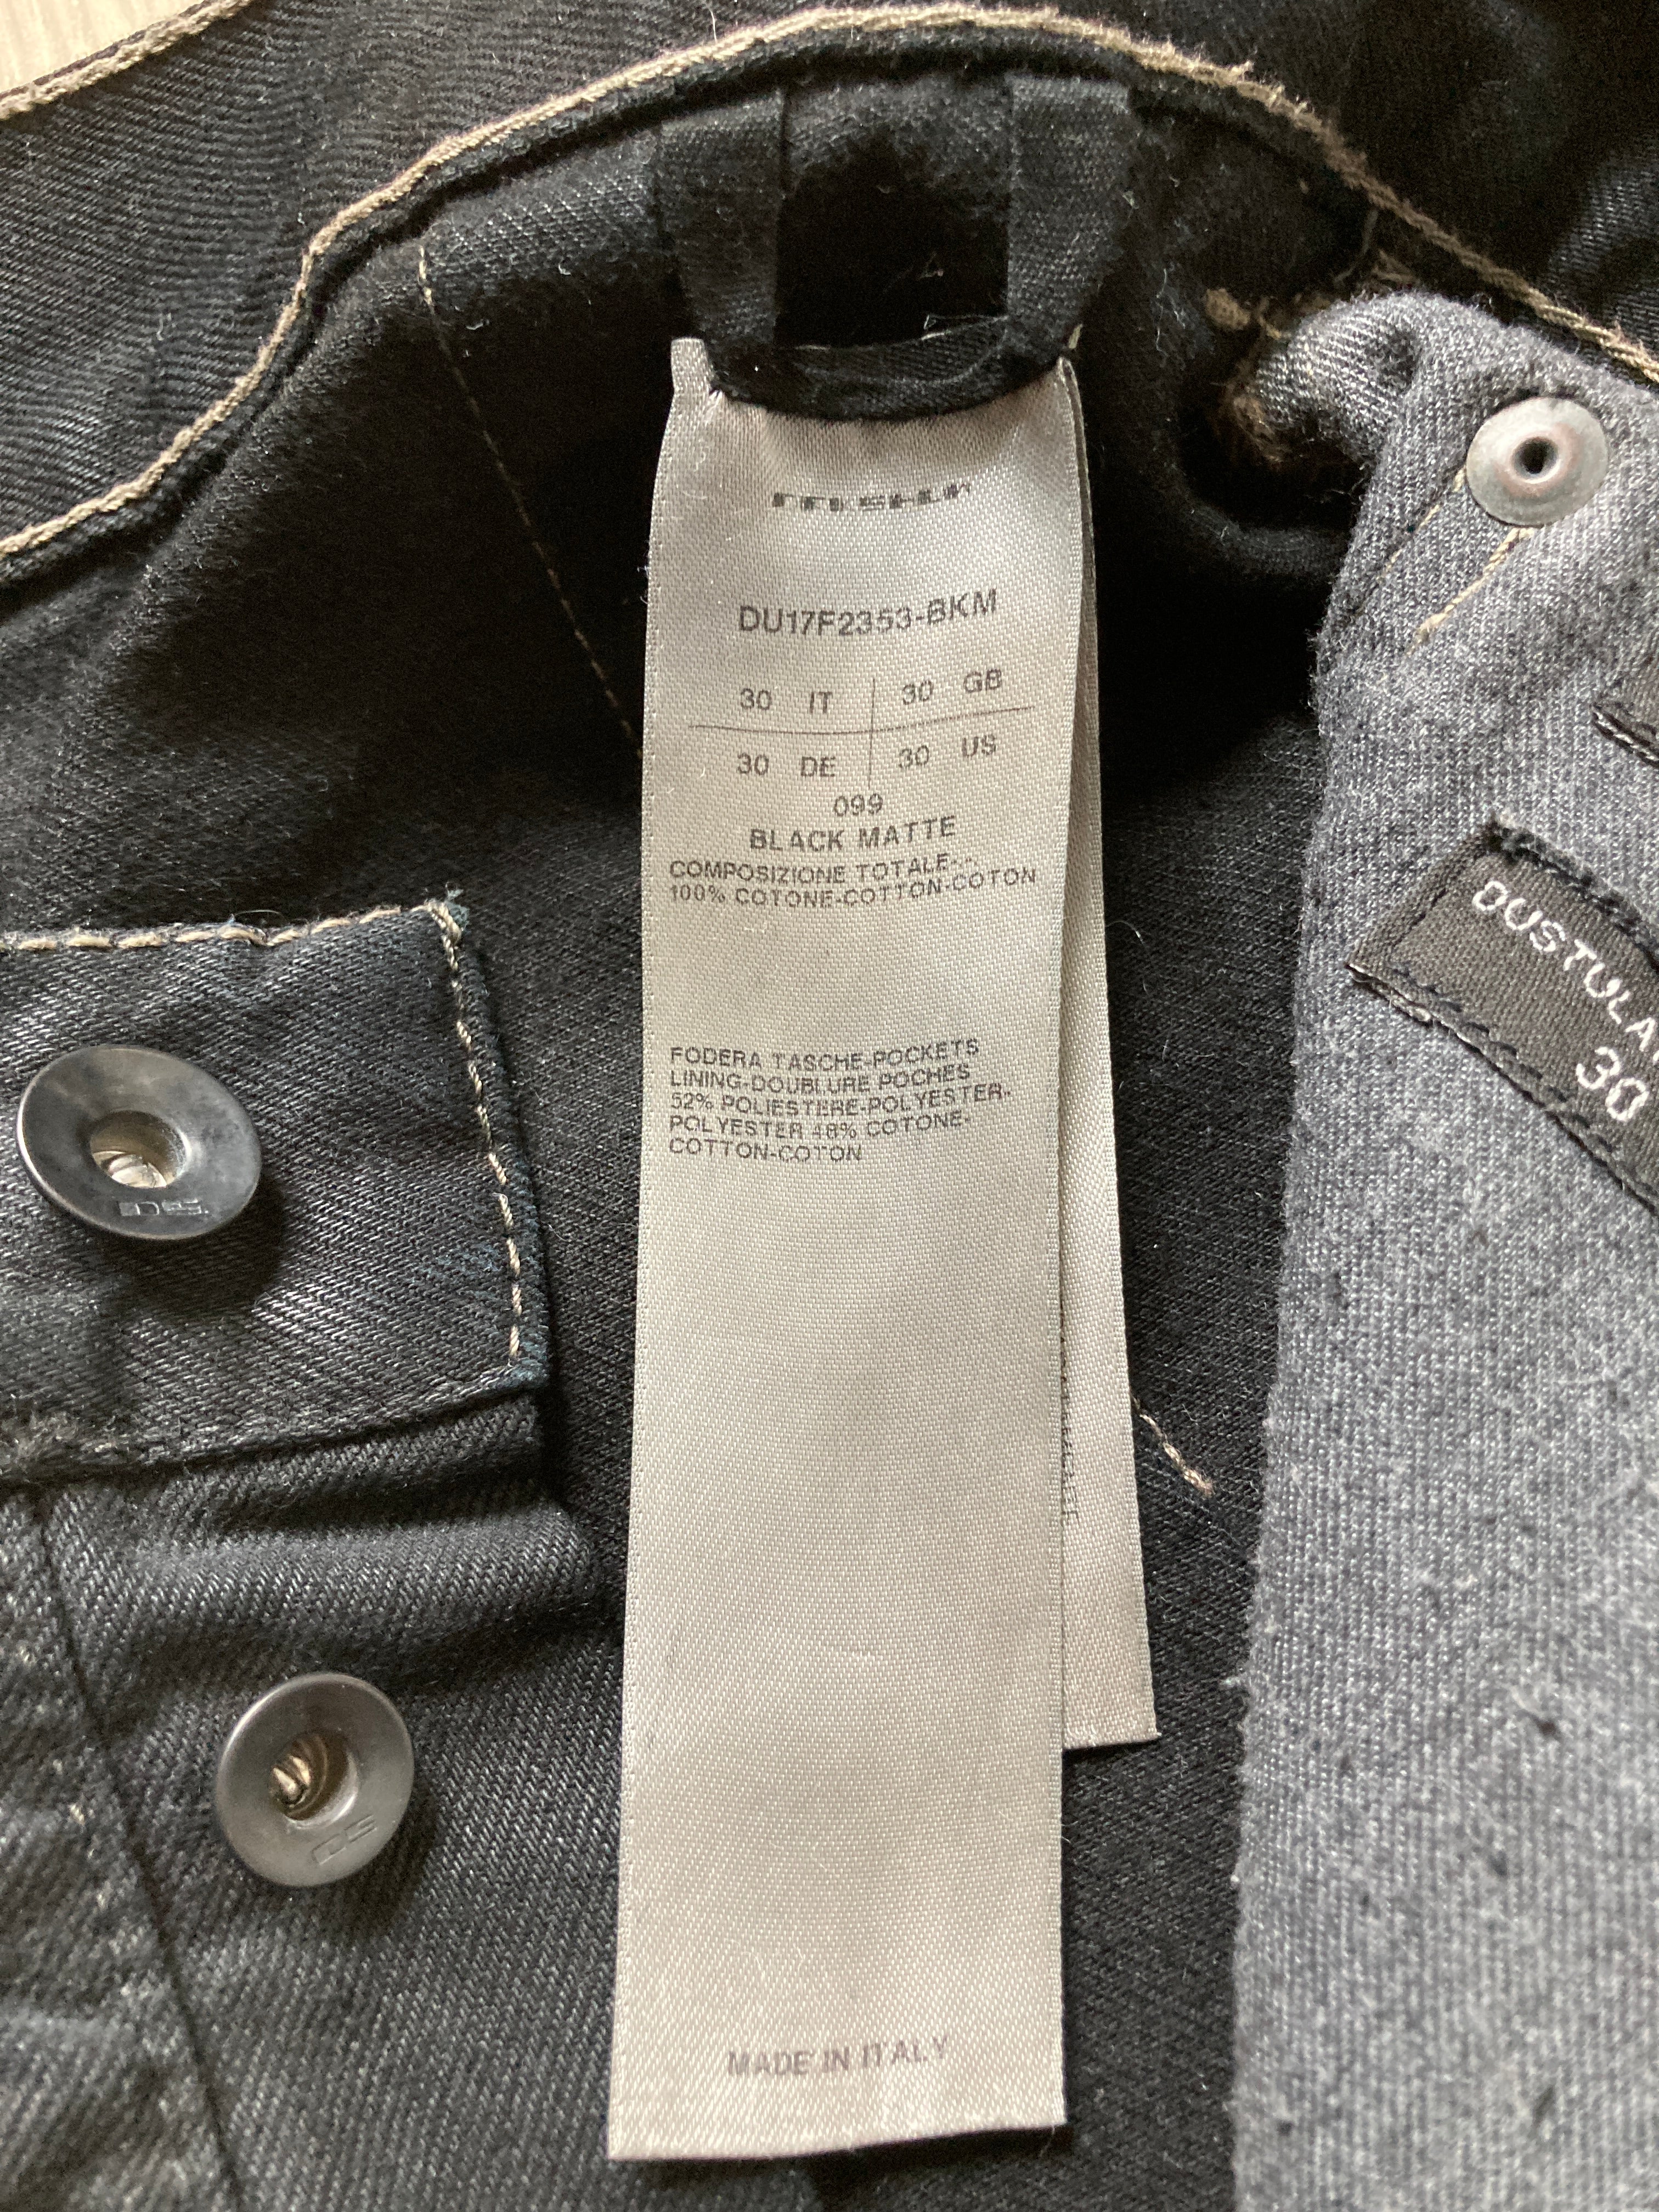 DU17F2353-BKM
30 IT 30 GB
30 DE 30 US
099
BLACK MATTE
COMPOSIZIONE TOTALE--
100% COTONE-COTTON-COTON
FODERA TASCHE-POCKETS
LINING-DOUBLURE POCHES
52% POLIESTERE-POLYESTER-
POLYESTER 48% COTONE-
COTTON-COTON
MADE IN ITALY
DUSTULA
30